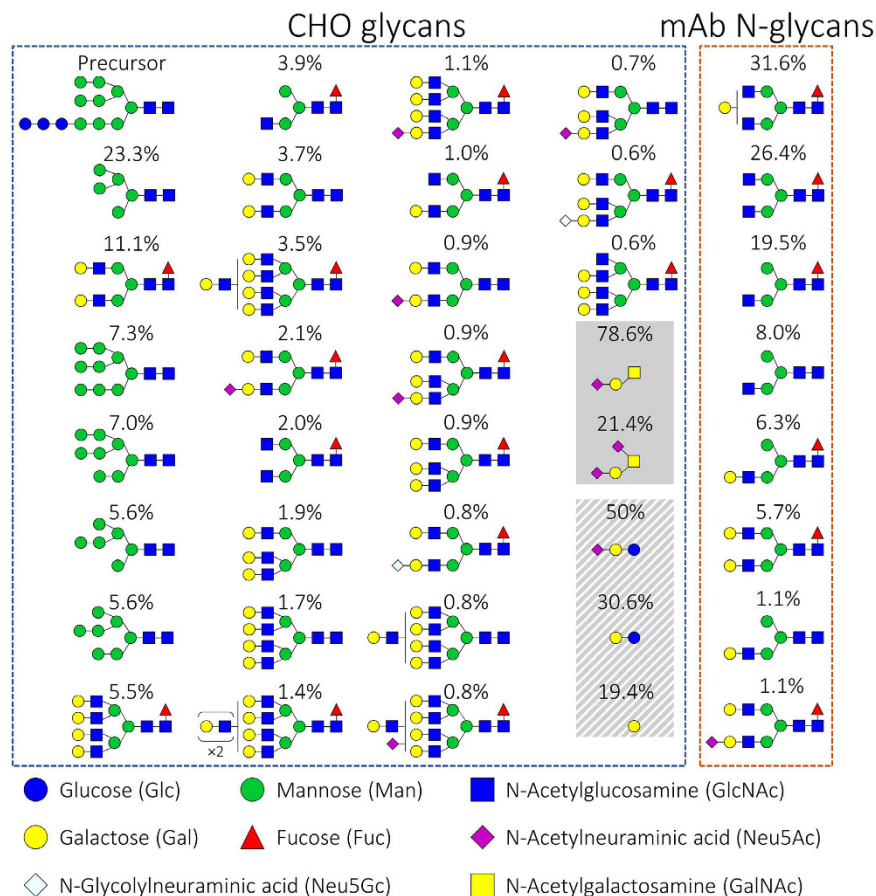 CHO glycans mAb N-glycans
Precursor 3.9% 1.1% 0.7% 31.6%
23.3% 3.7% 1.0% 0.6% 26.4%
11.1% 3.5% 0.9% 0.6% 19.5%
7.3% 2.1% 0.9% 78.6% 8.0%
7.0% 2.0% 0.9% 21.4% 6.3%
5.6% 1.9% 0.8% 50% 5.7%
5.6% 1.7% 0.8% 30.6% 1.1%
5.5% 1.4% 0.8% 19.4% 1.1%
×2
Glucose (Glc) Mannose (Man) N-Acetylglucosamine (GlcNAc)
Galactose (Gal) Fucose (Fuc) N-Acetylneuraminic acid (Neu5Ac)
N-Glycolylneuraminic acid (Neu5Gc) N-Acetylgalactosamine (GalNAc)